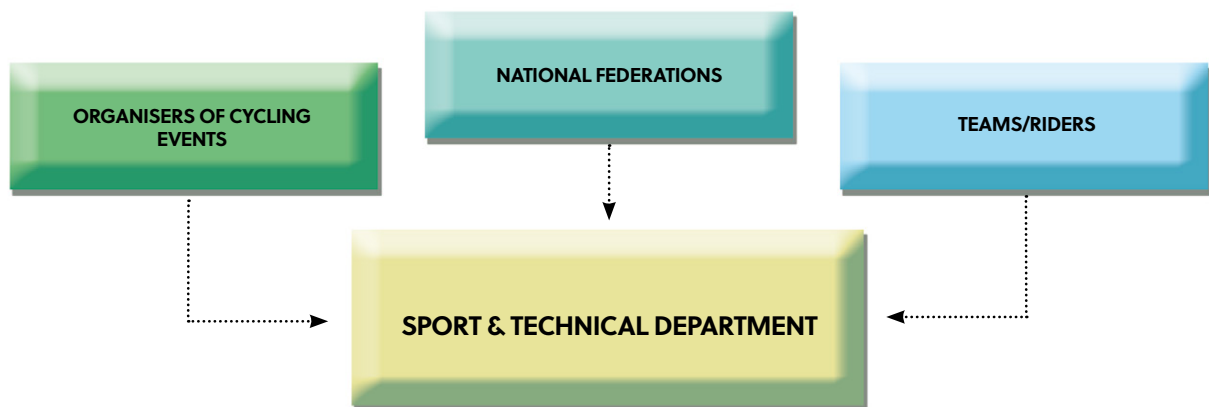 ORGANISERS OF CYCLING
EVENTS
NATIONAL FEDERATIONS
TEAMS/RIDERS
SPORT & TECHNICAL DEPARTMENT